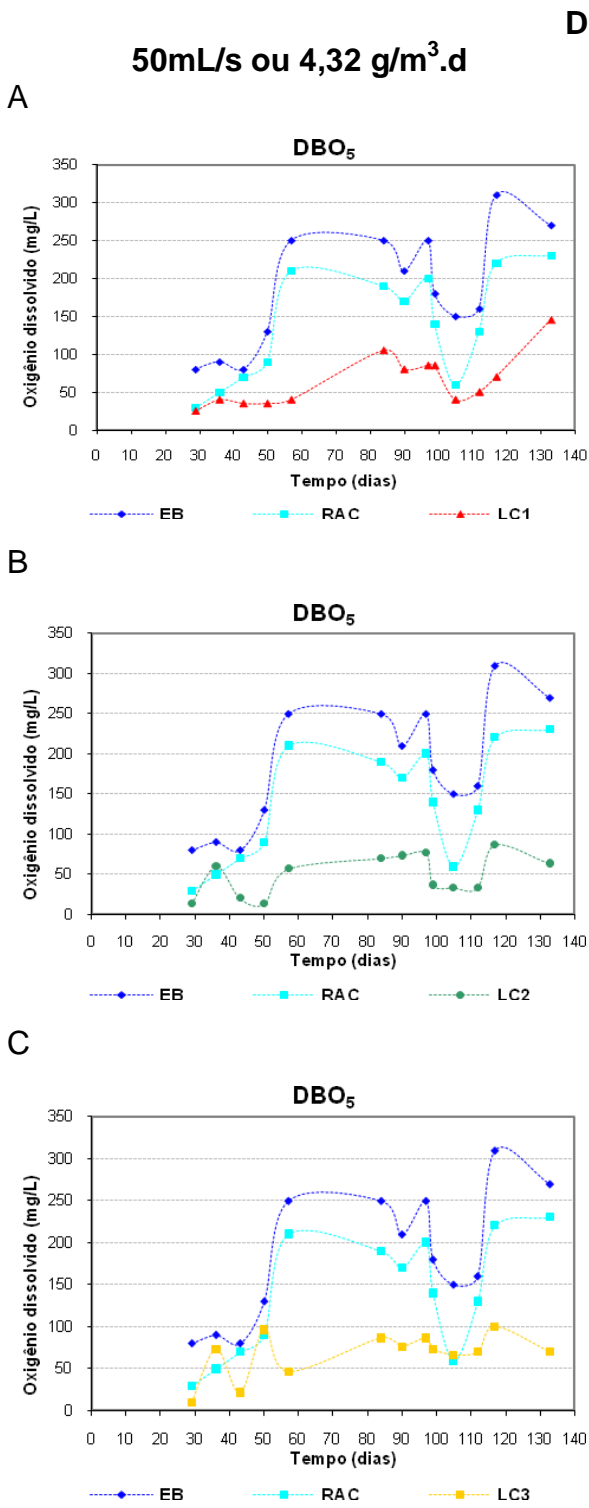 D
50mL/s ou 4,32 g/m³.d
A
DBO₅
Oxigênio dissolvido (mg/L)
350
300
250
200
150
100
50
0
0 10 20 30 40 50 60 70 80 90 100 110 120 130 140
Tempo (dias)
EB RAC LC1
B
DBO₅
Oxigênio dissolvido (mg/L)
350
300
250
200
150
100
50
0
0 10 20 30 40 50 60 70 80 90 100 110 120 130 140
Tempo (dias)
EB RAC LC2
C
DBO₅
Oxigênio dissolvido (mg/L)
350
300
250
200
150
100
50
0
0 10 20 30 40 50 60 70 80 90 100 110 120 130 140
Tempo (dias)
EB RAC LC3